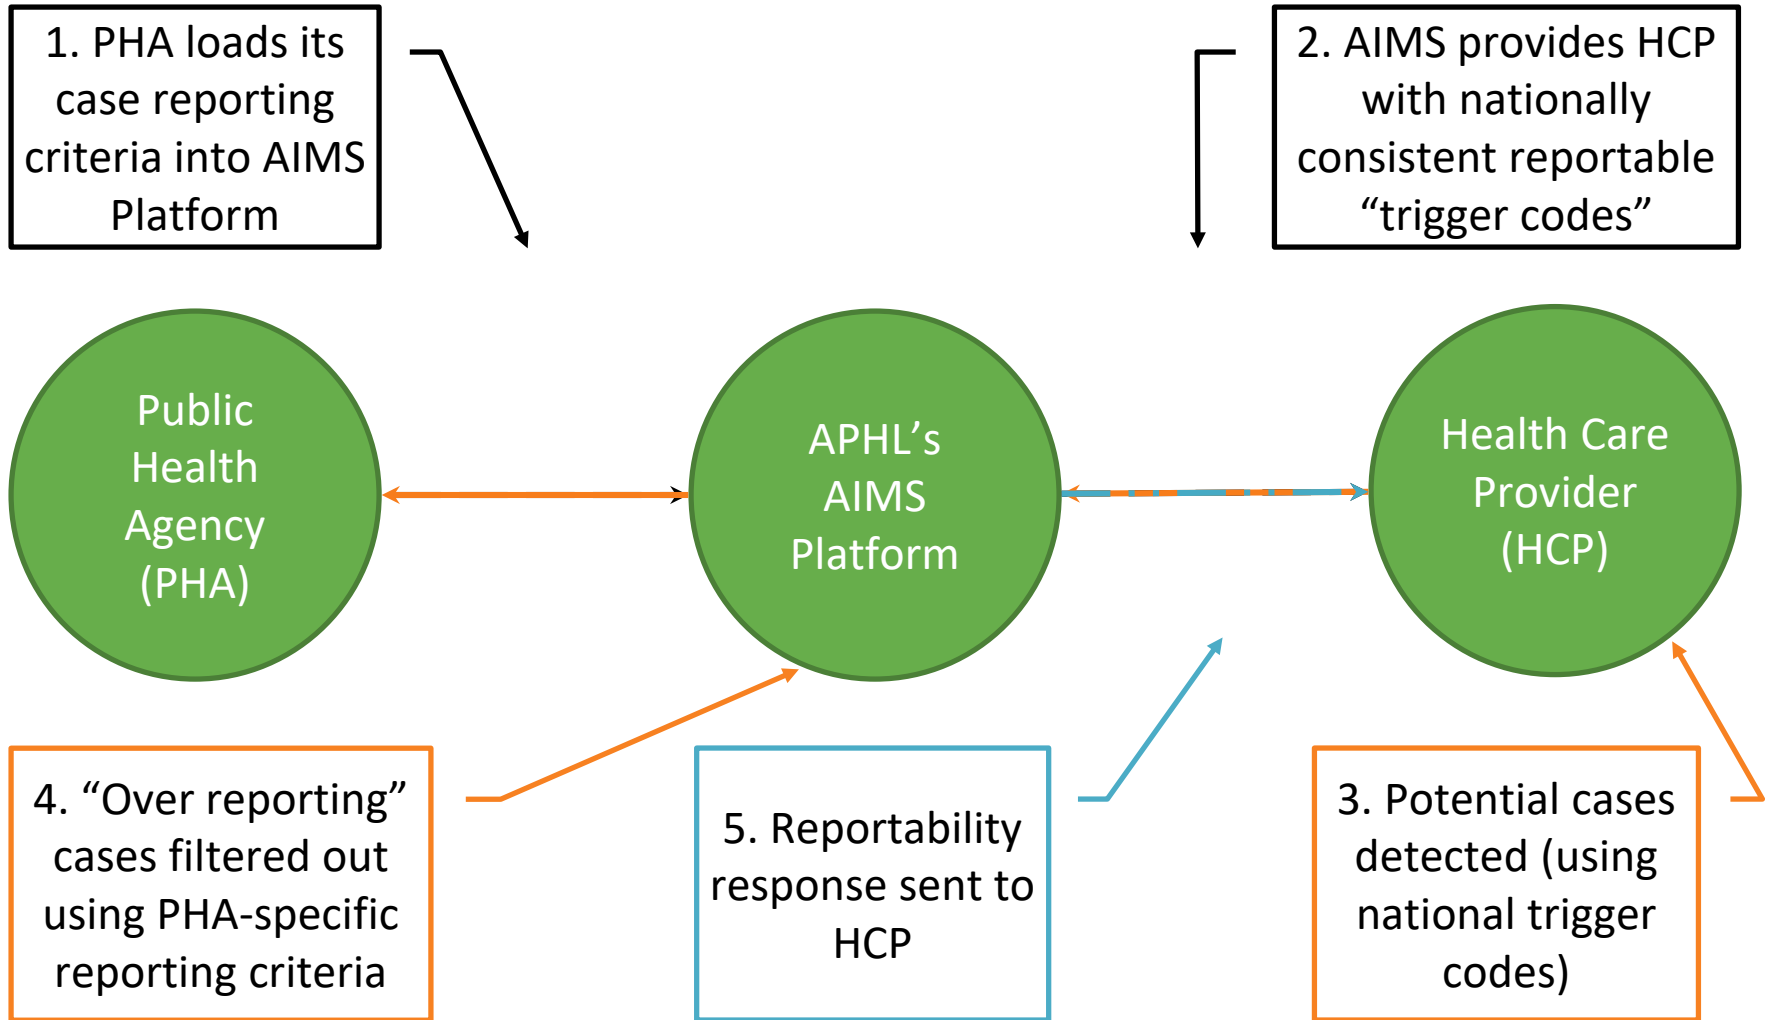 1. PHA loads its
case reporting
criteria into AIMS
Platform
2. AIMS provides HCP
with nationally
consistent reportable
“trigger codes”
Public
Health
Agency
(PHA)
APHL’s
AIMS
Platform
Health Care
Provider
(HCP)
4. “Over reporting”
cases filtered out
using PHA-specific
reporting criteria
5. Reportability
response sent to
HCP
3. Potential cases
detected (using
national trigger
codes)